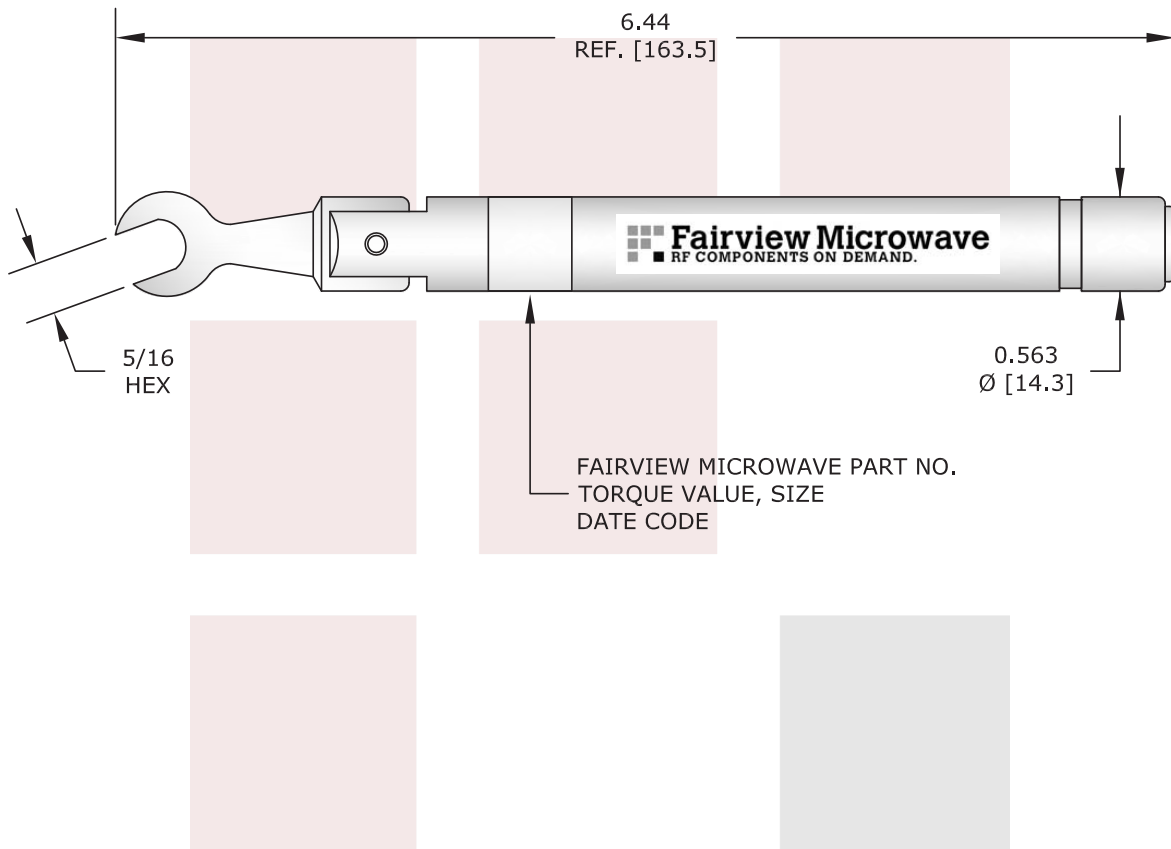 6.44
REF. [163.5]
Fairview Microwave
RF COMPONENTS ON DEMAND.
5/16
HEX
0.563
Ø [14.3]
FAIRVIEW MICROWAVE PART NO.
TORQUE VALUE, SIZE
DATE CODE